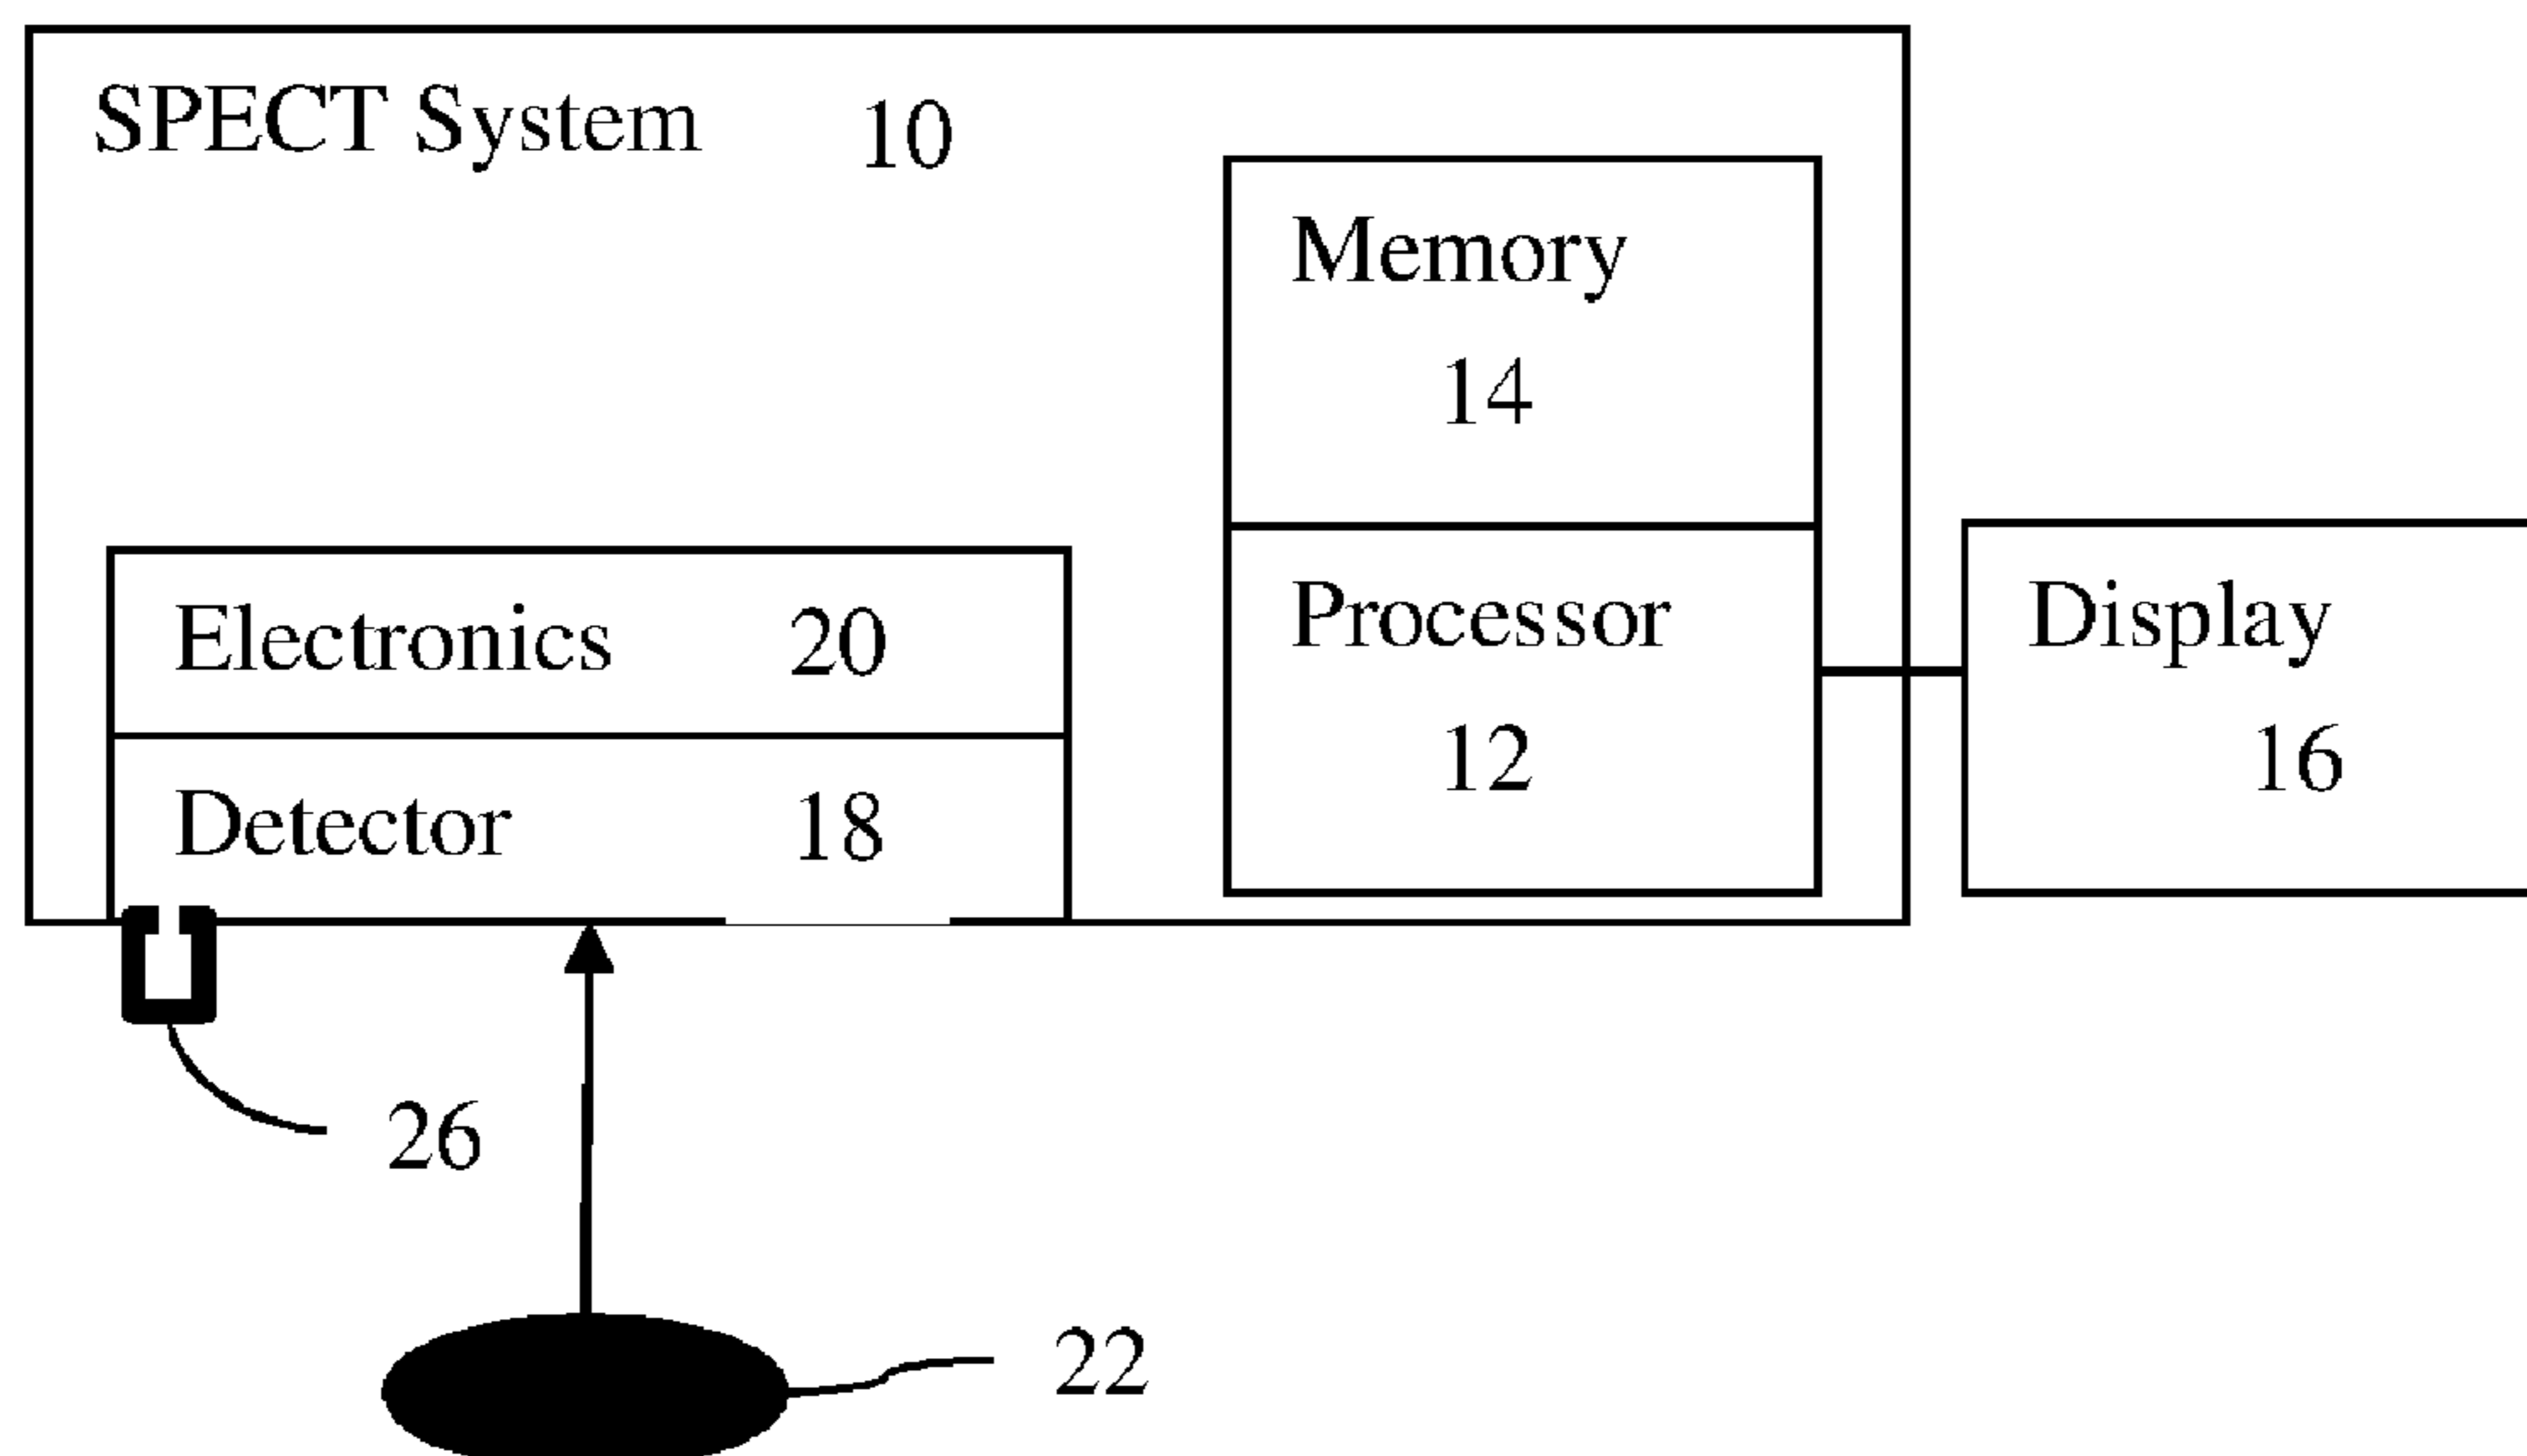 SPECT System 10
Memory
14
Electronics 20
Processor
12
Display
16
Detector 18
26
22